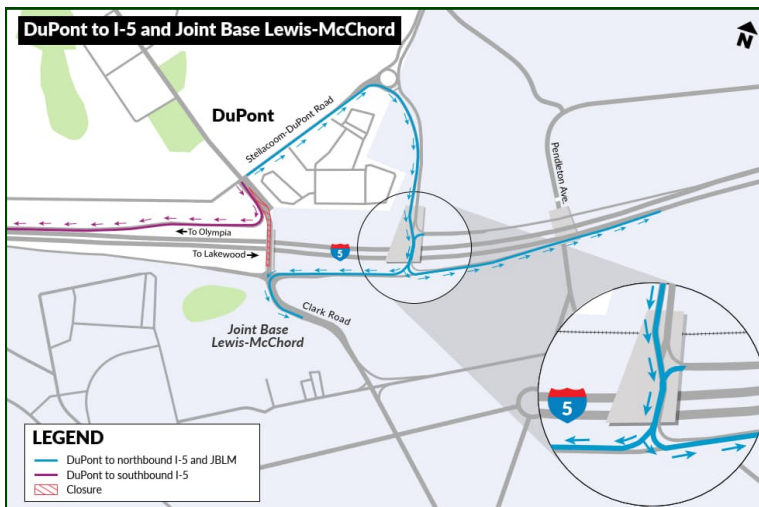 DuPont to I-5 and Joint Base Lewis-McChord
N
DuPont
Steilacoom-DuPont Road
Pendleton Ave.
To Olympia
To Lakewood
5
Clark Road
Joint Base
Lewis-McChord
5
LEGEND
DuPont to northbound I-5 and JBLM
DuPont to southbound I-5
Closure